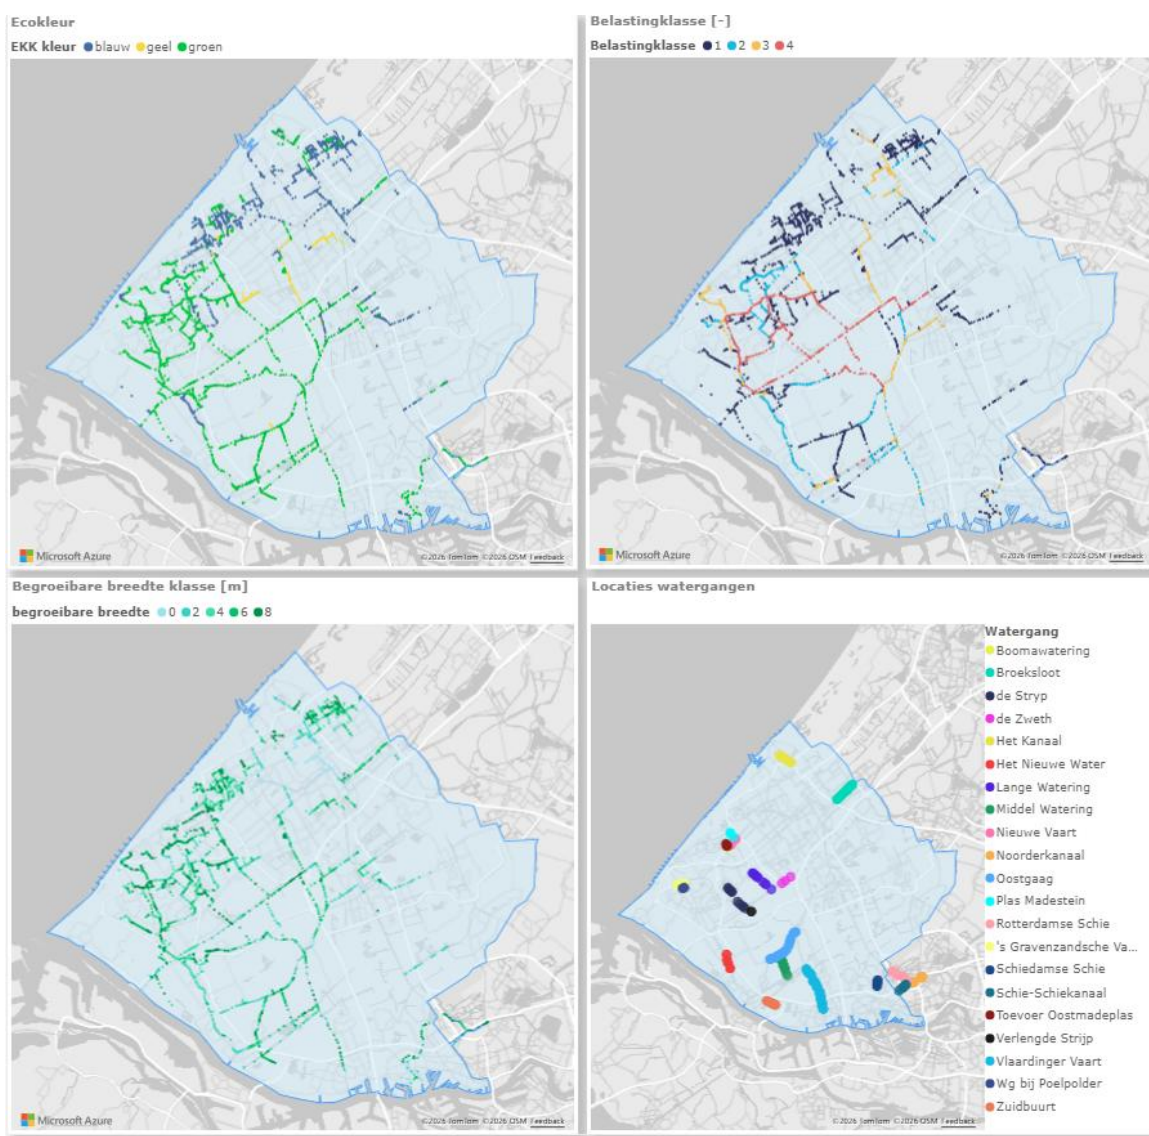 Ecokleur
EKK kleur blauw geel groen
Microsoft Azure
©2026 TomTom ©2026 OSM Feedback
Belastingklasse [-]
Belastingklasse 1 2 3 4
Microsoft Azure
©2026 TomTom ©2026 OSM Feedback
Begroeibare breedte klasse [m]
begroeibare breedte 0 2 4 6 8
Microsoft Azure
©2026 TomTom ©2026 OSM Feedback
Locaties watergangen
Watergang
Boomawatering
Broeksloot
de Stryp
de Zweth
Het Kanaal
Het Nieuwe Water
Lange Watering
Middel Watering
Nieuwe Vaart
Noorderkanaal
Oostgaag
Plas Madestein
Rotterdamse Schie
's Gravenzandsche Va...
Schiedamse Schie
Schie-Schiekanaal
Toevoer Oostmadeplas
Verlengde Strijp
Vlaardinger Vaart
Wg bij Poelpolder
Zuidbuurt
©2026 TomTom ©2026 OSM Feedback